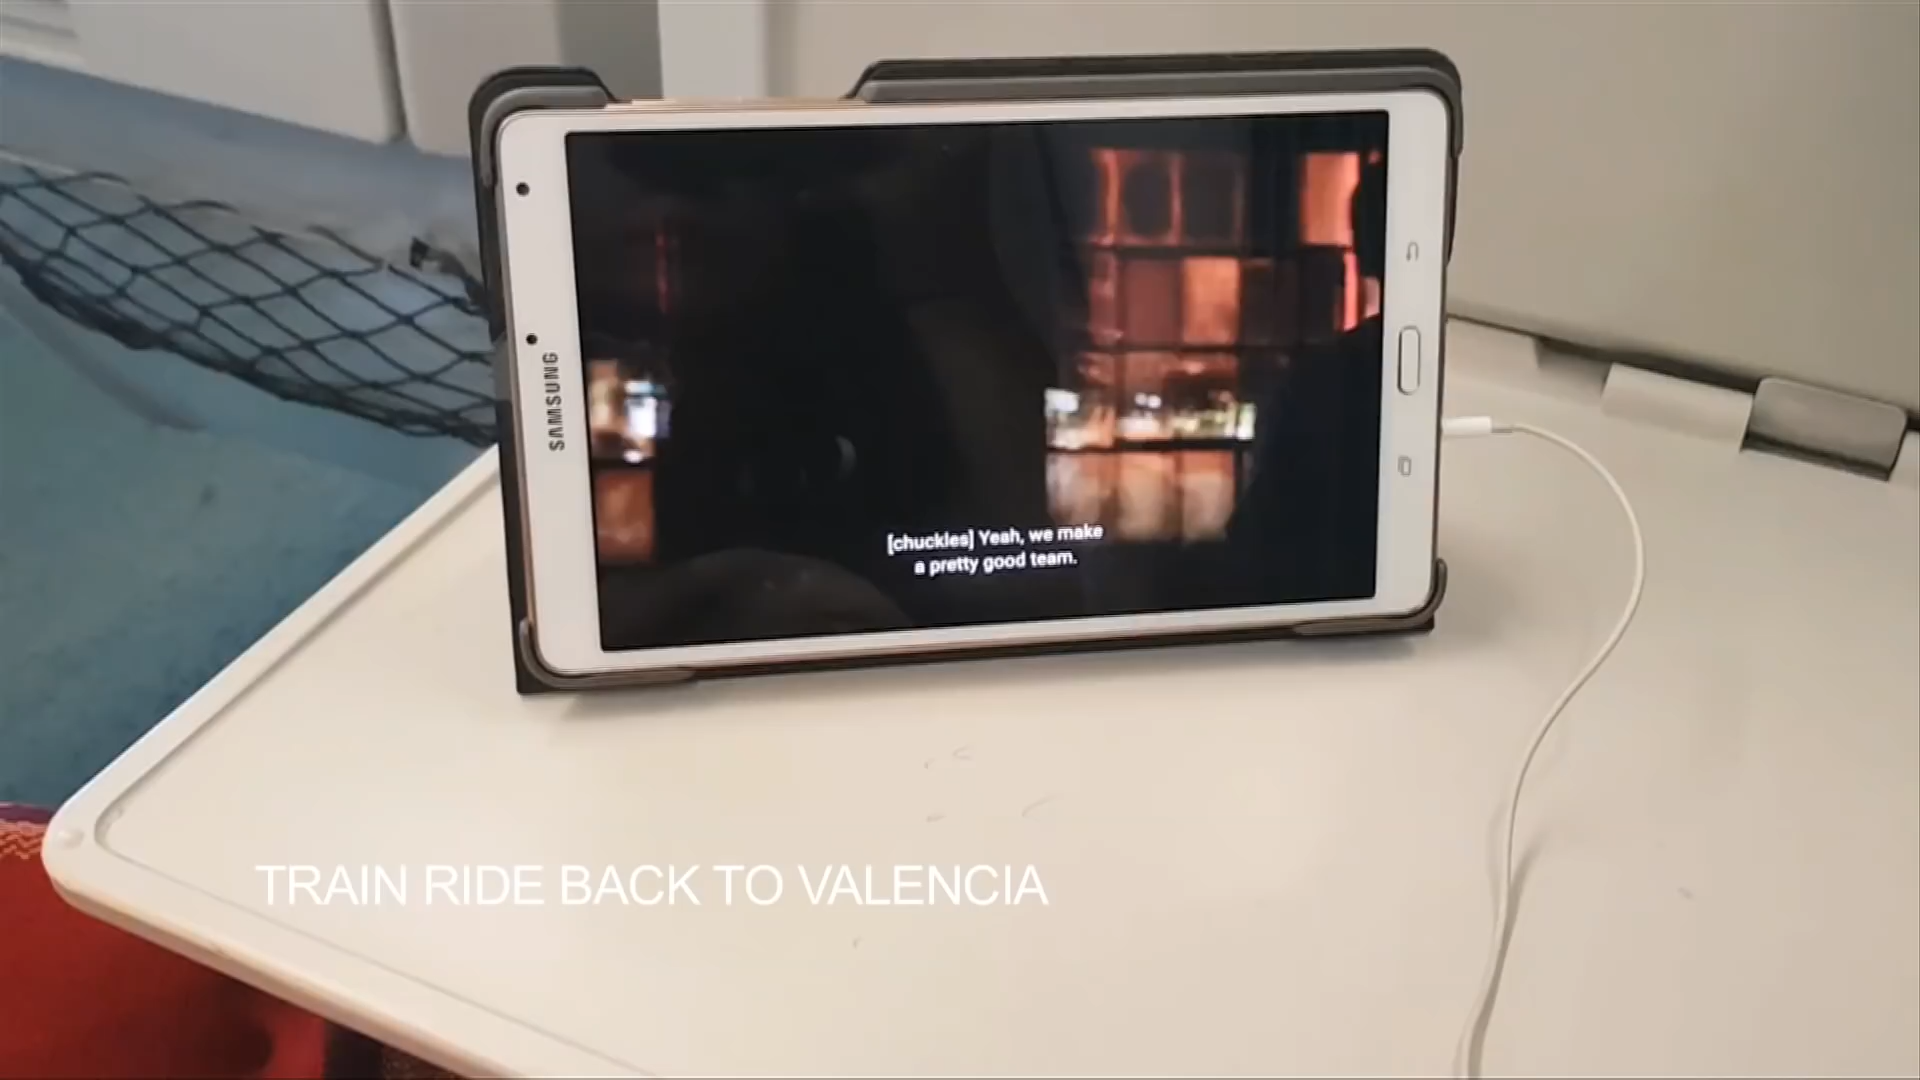 SAMSUNG
[chuckles] Yeah, we make
a pretty good team.
TRAIN RIDE BACK TO VALENCIA